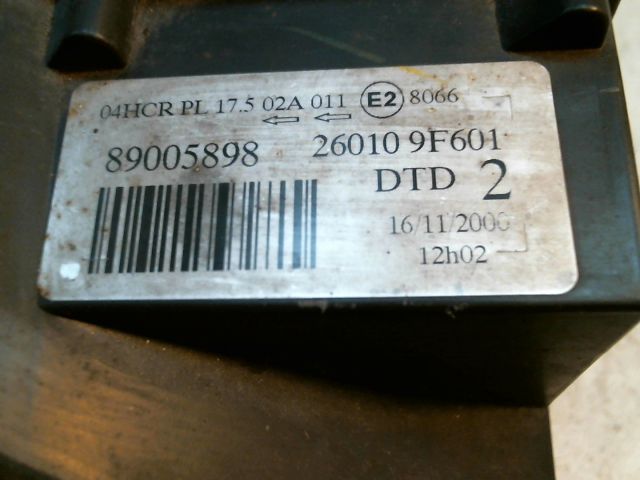 04HCR PL 17.5 02A 011 E2 8066
89005898 26010 9F601
DTD 2
16/11/2000
12h02